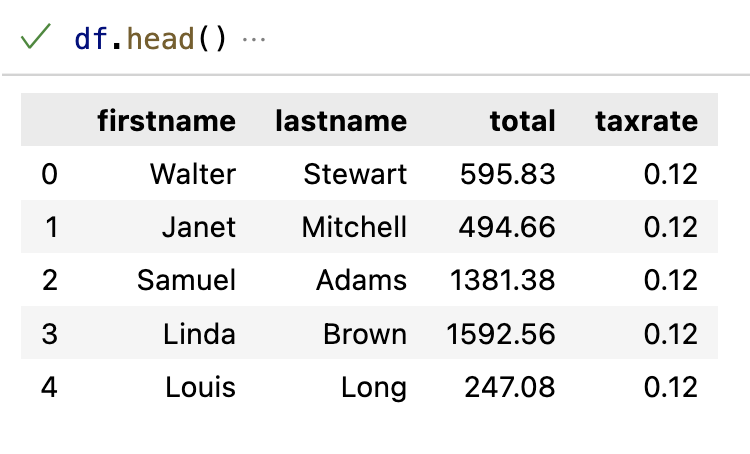 df.head() ...
firstname lastname total taxrate
0 Walter Stewart 595.83 0.12
1 Janet Mitchell 494.66 0.12
2 Samuel Adams 1381.38 0.12
3 Linda Brown 1592.56 0.12
4 Louis Long 247.08 0.12